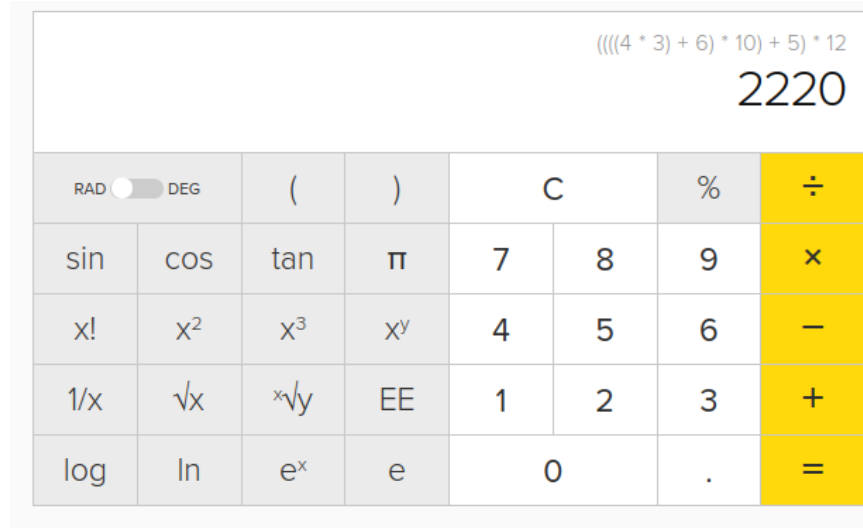 ((((4 * 3) + 6) * 10) + 5) * 12
2220
RAD DEG ( ) C % ÷
sin cos tan π 7 8 9 ×
x! x² x³ xʸ 4 5 6 −
1/x √x ˣ√y EE 1 2 3 +
log ln eˣ e 0 . =